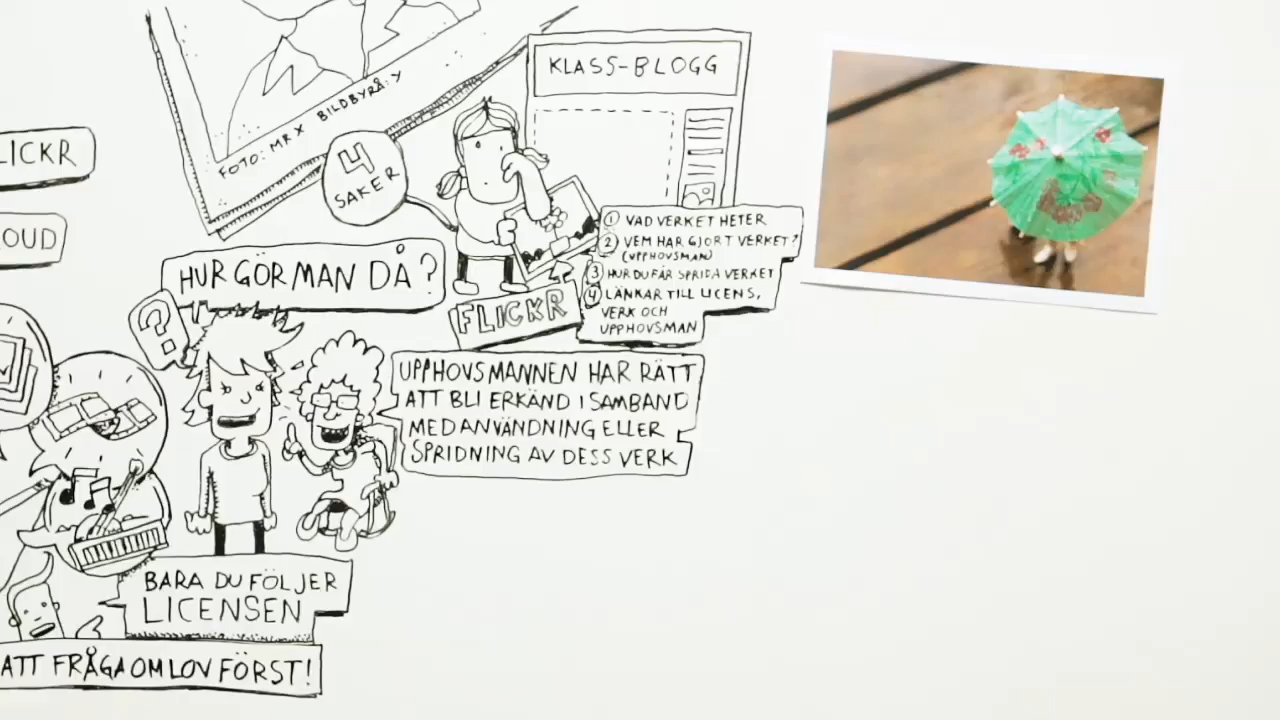 LICKR
OUD
FOTO: MR X BILDBYRÅ: Y
4
SAKER
KLASS-BLOGG
① VAD VERKET HETER
② VEM HAR GJORT VERKET?
(UPPHOVSMAN)
③ HUR DU FÅR SPRIDA VERKET
④ LÄNKAR TILL LICENS,
VERK OCH
UPPHOVSMAN
FLICKR
HUR GÖR MAN DÅ?
?
UPPHOVSMANNEN HAR RÄTT
ATT BLI ERKÄND I SAMBAND
MED ANVÄNDNING ELLER
SPRIDNING AV DESS VERK
BARA DU FÖLJER
LICENSEN
ATT FRÅGA OM LOV FÖRST!